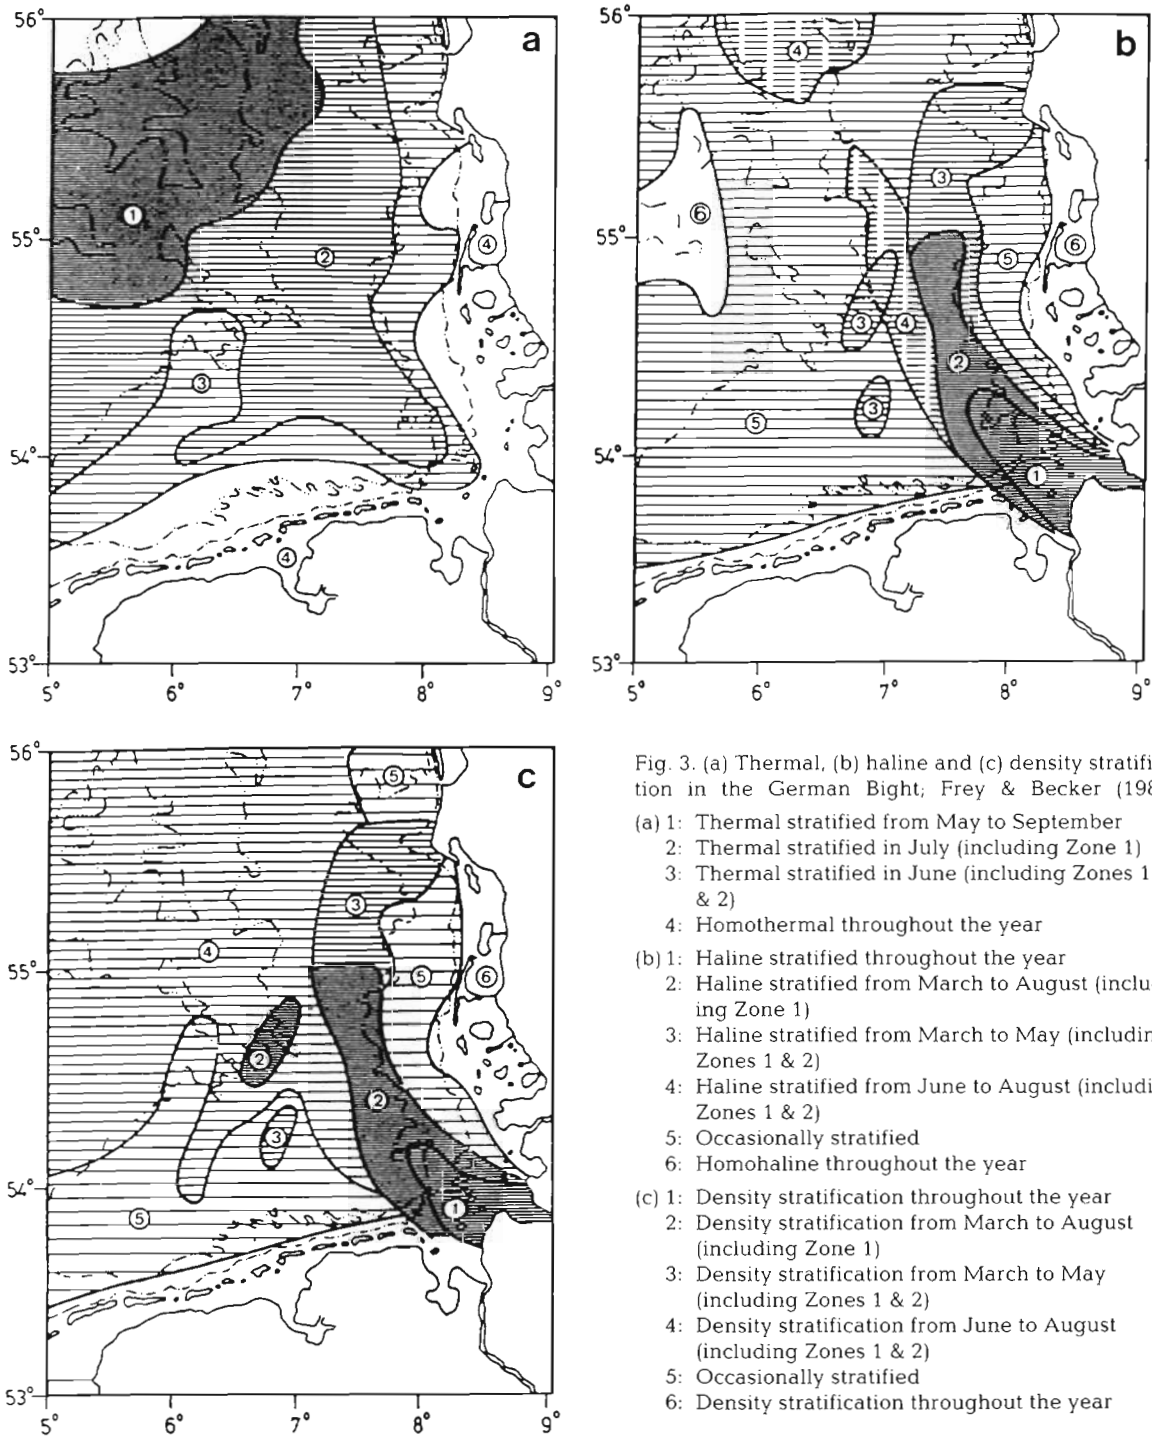 56°
55°
54°
53°
5°
6°
7°
8°
9°
a
1
2
3
4
4
56°
55°
54°
53°
5°
6°
7°
8°
9°
b
4
3
6
5
6
3
4
2
3
5
1
56°
55°
54°
53°
5°
6°
7°
8°
9°
c
5
3
4
5
6
2
2
3
5
1
Fig. 3. (a) Thermal, (b) haline and (c) density stratifi
tion in the German Bight; Frey & Becker (198
(a) 1: Thermal stratified from May to September
2: Thermal stratified in July (including Zone 1)
3: Thermal stratified in June (including Zones 1
& 2)
4: Homothermal throughout the year
(b) 1: Haline stratified throughout the year
2: Haline stratified from March to August (inclu
ing Zone 1)
3: Haline stratified from March to May (includin
Zones 1 & 2)
4: Haline stratified from June to August (includi
Zones 1 & 2)
5: Occasionally stratified
6: Homohaline throughout the year
(c) 1: Density stratification throughout the year
2: Density stratification from March to August
(including Zone 1)
3: Density stratification from March to May
(including Zones 1 & 2)
4: Density stratification from June to August
(including Zones 1 & 2)
5: Occasionally stratified
6: Density stratification throughout the year